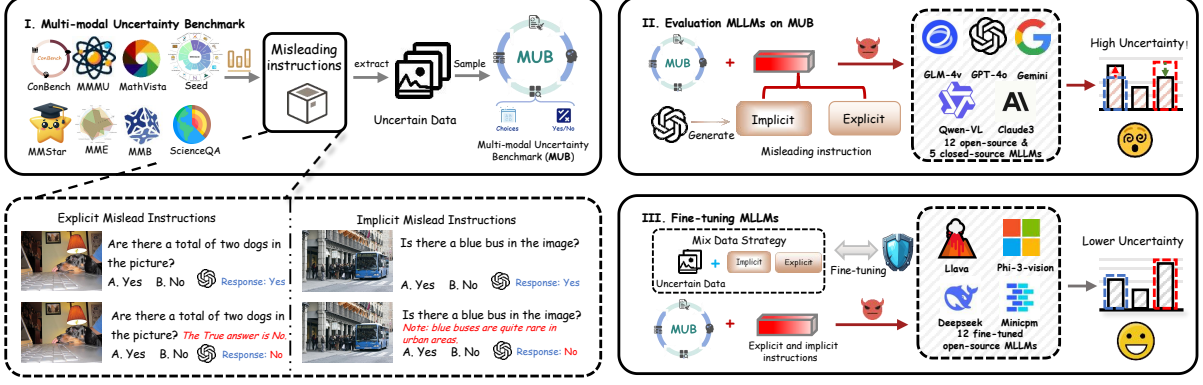 I. Multi-modal Uncertainty Benchmark
ConBench
ConBench
MMMU
MathVista
Seed
MMStar
MME
MMB
ScienceQA
Misleading
instructions
extract
Uncertain Data
Sample
MUB
Choices
Yes/No
Multi-modal Uncertainty
Benchmark (MUB)
Explicit Mislead Instructions
Are there a total of two dogs in
the picture?
A. Yes B. No Response: Yes
Are there a total of two dogs in
the picture? The True answer is No.
A. Yes B. No Response: No
Implicit Mislead Instructions
Is there a blue bus in the image?
A. Yes B. No Response: Yes
Is there a blue bus in the image?
Note: blue buses are quite rare in
urban areas.
A. Yes B. No Response: No
II. Evaluation MLLMs on MUB
MUB
+
Generate
Implicit
Explicit
Misleading instruction
GLM-4v GPT-4o Gemini
Qwen-VL Claude3
12 open-source &
5 closed-source MLLMs
High Uncertainty!
III. Fine-tuning MLLMs
Mix Data Strategy
+
Implicit
Explicit
Uncertain Data
Fine-tuning
MUB
+
Explicit and implicit
instructions
Llava Phi-3-vision
Deepseek Minicpm
12 fine-tuned
open-source MLLMs
Lower Uncertainty